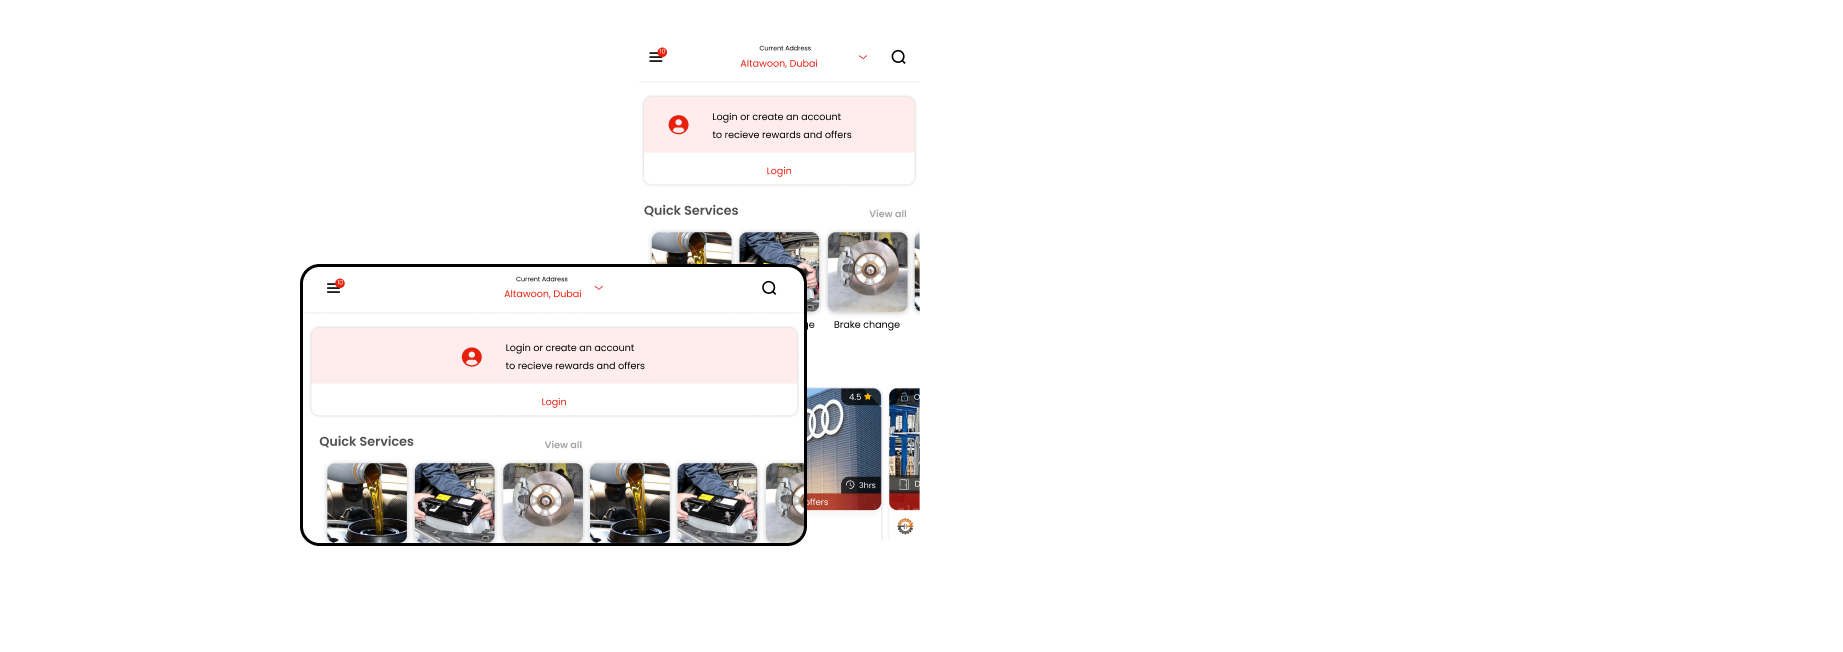 10
Current Address
Altawoon, Dubai
Login or create an account
to recieve rewards and offers
Login
Quick Services
View all
Brake change
4.5
3hrs
10
Current Address
Altawoon, Dubai
Login or create an account
to recieve rewards and offers
Login
Quick Services
View all